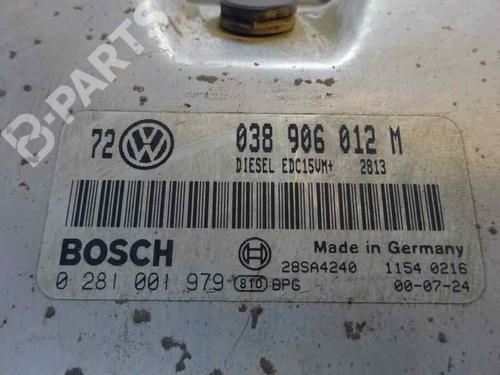 B-PARTS
72 VW 038 906 012 M
DIESEL EDC15VM+ 2813
BOSCH Made in Germany
28SA4240 1154 0216
0 281 001 979 810 BPG 00-07-24